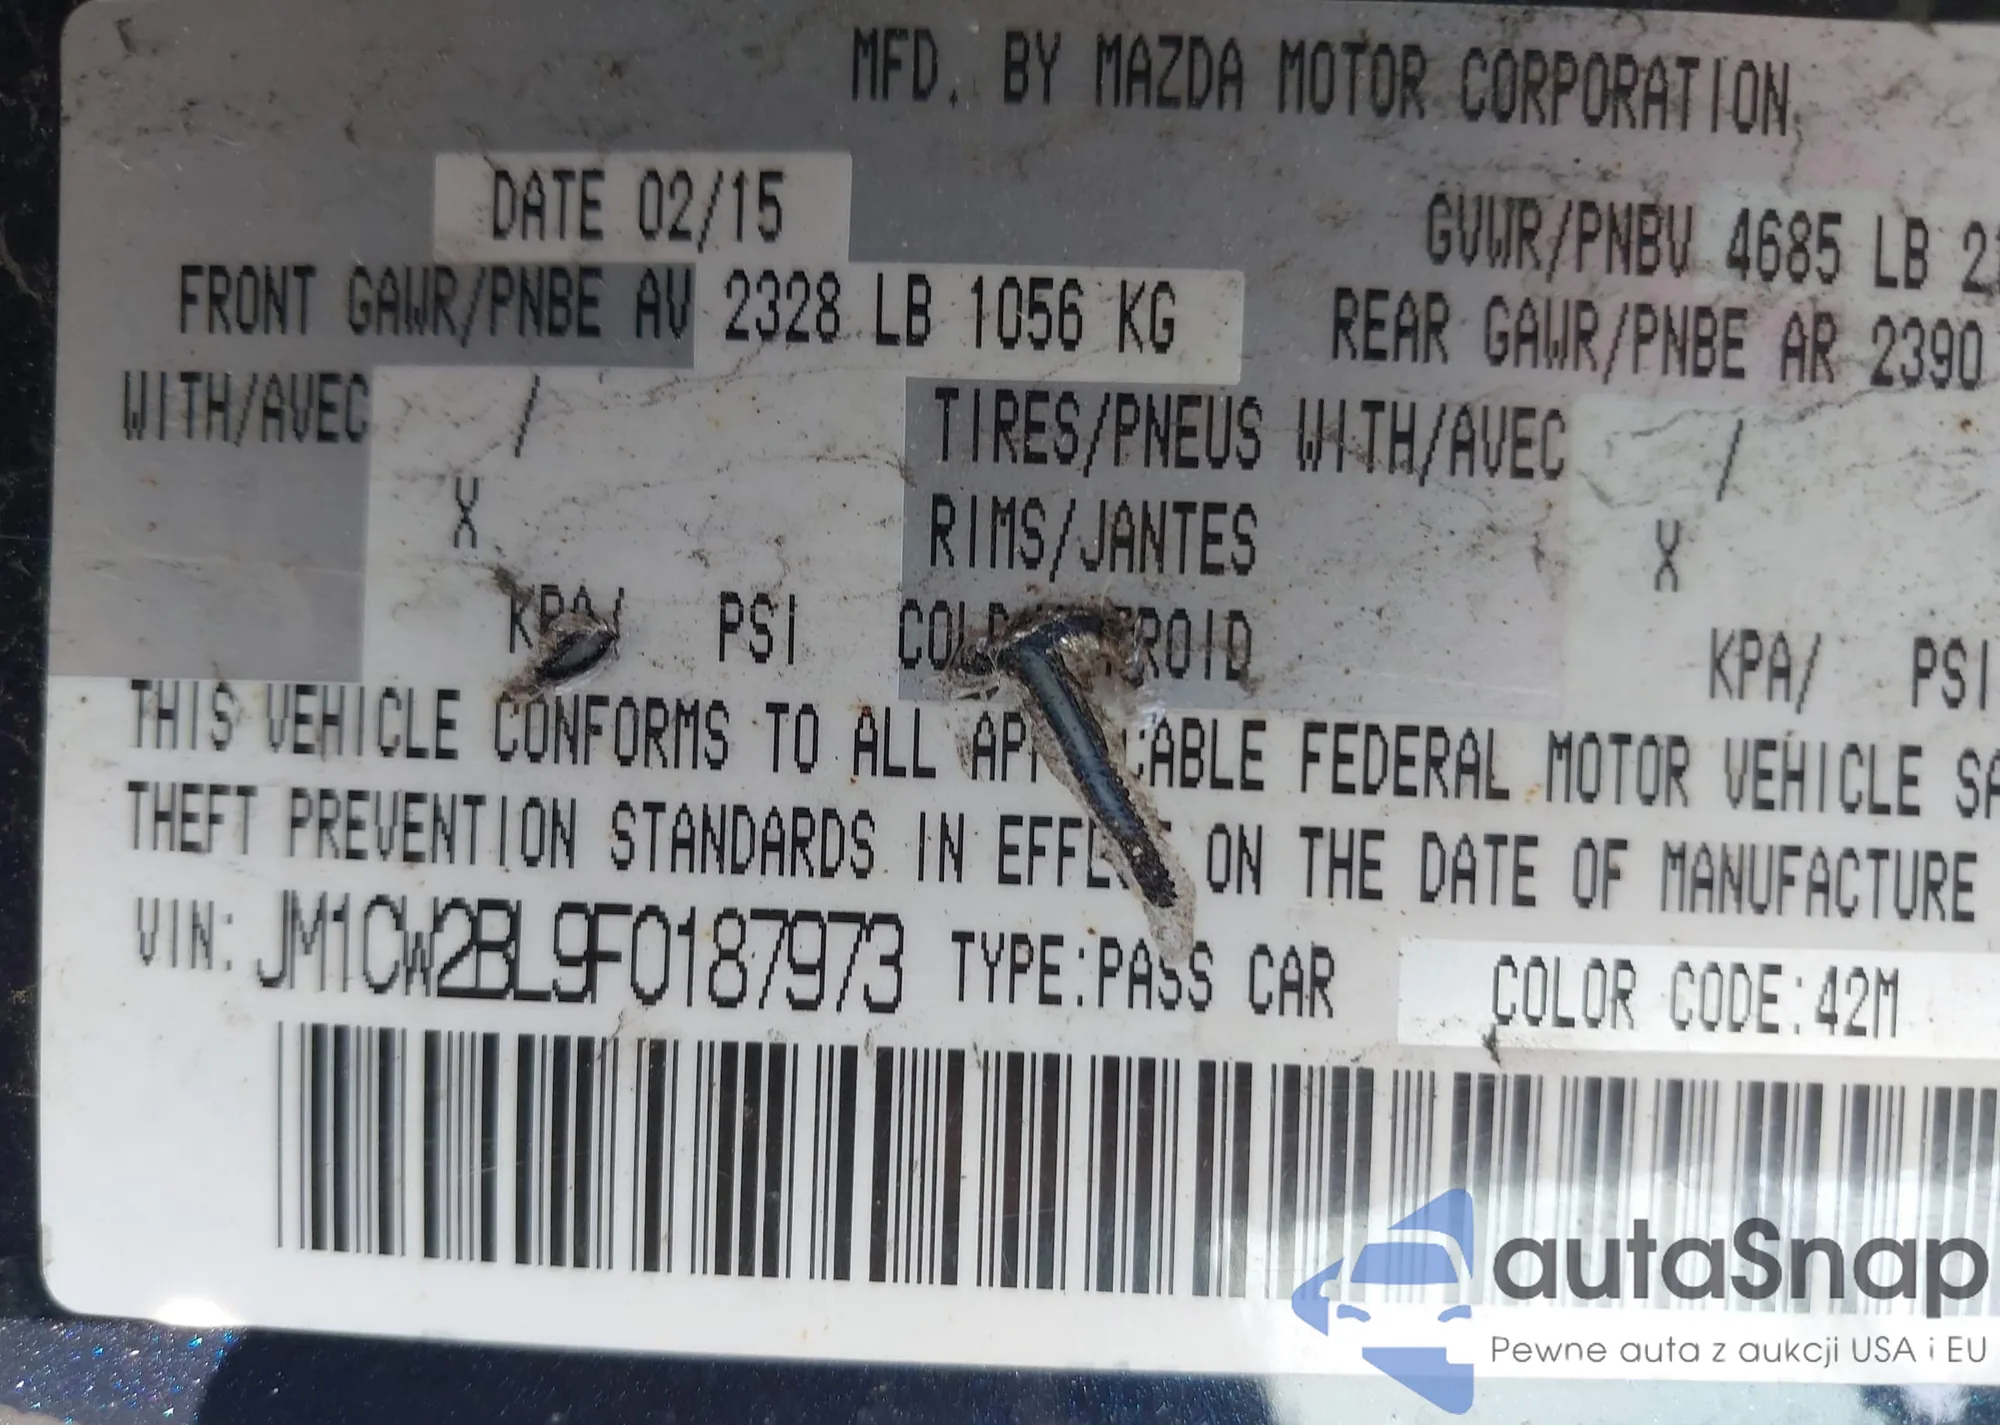 MFD. BY MAZDA MOTOR CORPORATION
DATE 02/15
GVWR/PNBV 4685 LB
FRONT GAWR/PNBE AV 2328 LB 1056 KG
REAR GAWR/PNBE AR 2390
WITH/AVEC / TIRES/PNEUS WITH/AVEC /
X RIMS/JANTES X
KPA/ PSI KPA/ PSI
THIS VEHICLE CONFORMS TO ALL FEDERAL MOTOR VEHICLE
THEFT PREVENTION STANDARDS IN ON THE DATE OF MANUFACTURE
VIN: JM1CW2BL9F0187973 TYPE:PASS CAR COLOR CODE:42M
autaSnap
Pewne auta z aukcji USA i EU